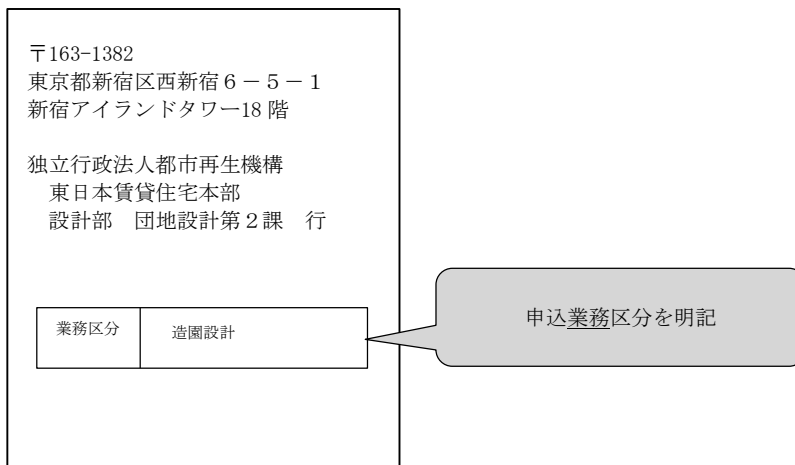 〒163-1382
東京都新宿区西新宿６－５－１
新宿アイランドタワー18 階
独立行政法人都市再生機構
東日本賃貸住宅本部
設計部　団地設計第２課　行
業務区分　造園設計
申込業務区分を明記